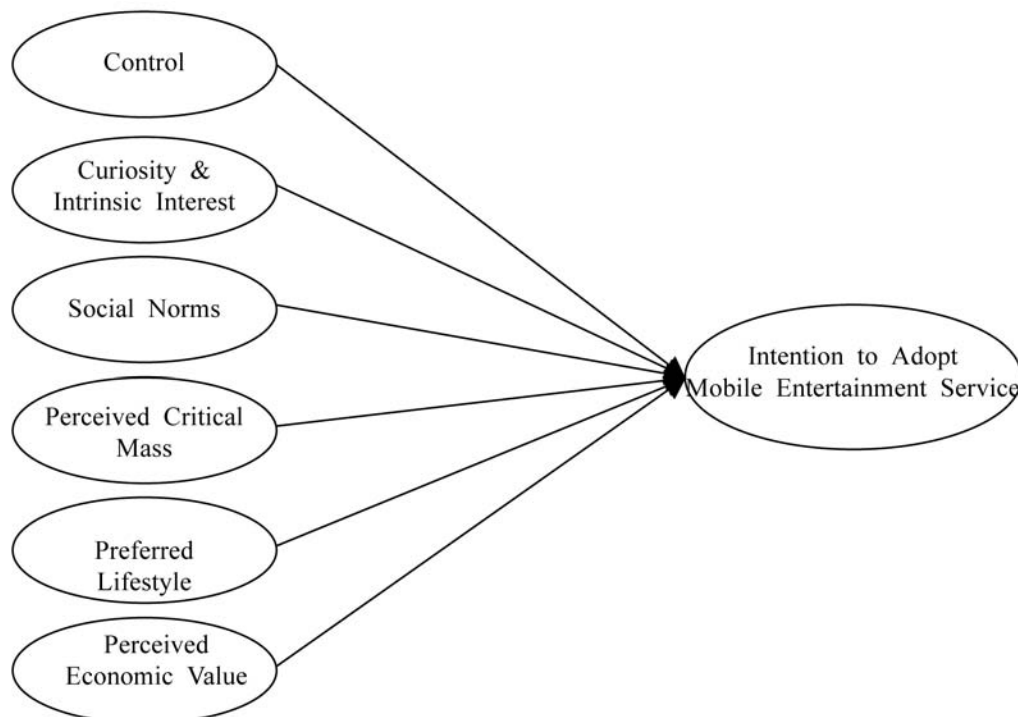 Control
Curiosity &
Intrinsic Interest
Social Norms
Perceived Critical
Mass
Preferred
Lifestyle
Perceived
Economic Value
Intention to Adopt
Mobile Entertainment Service